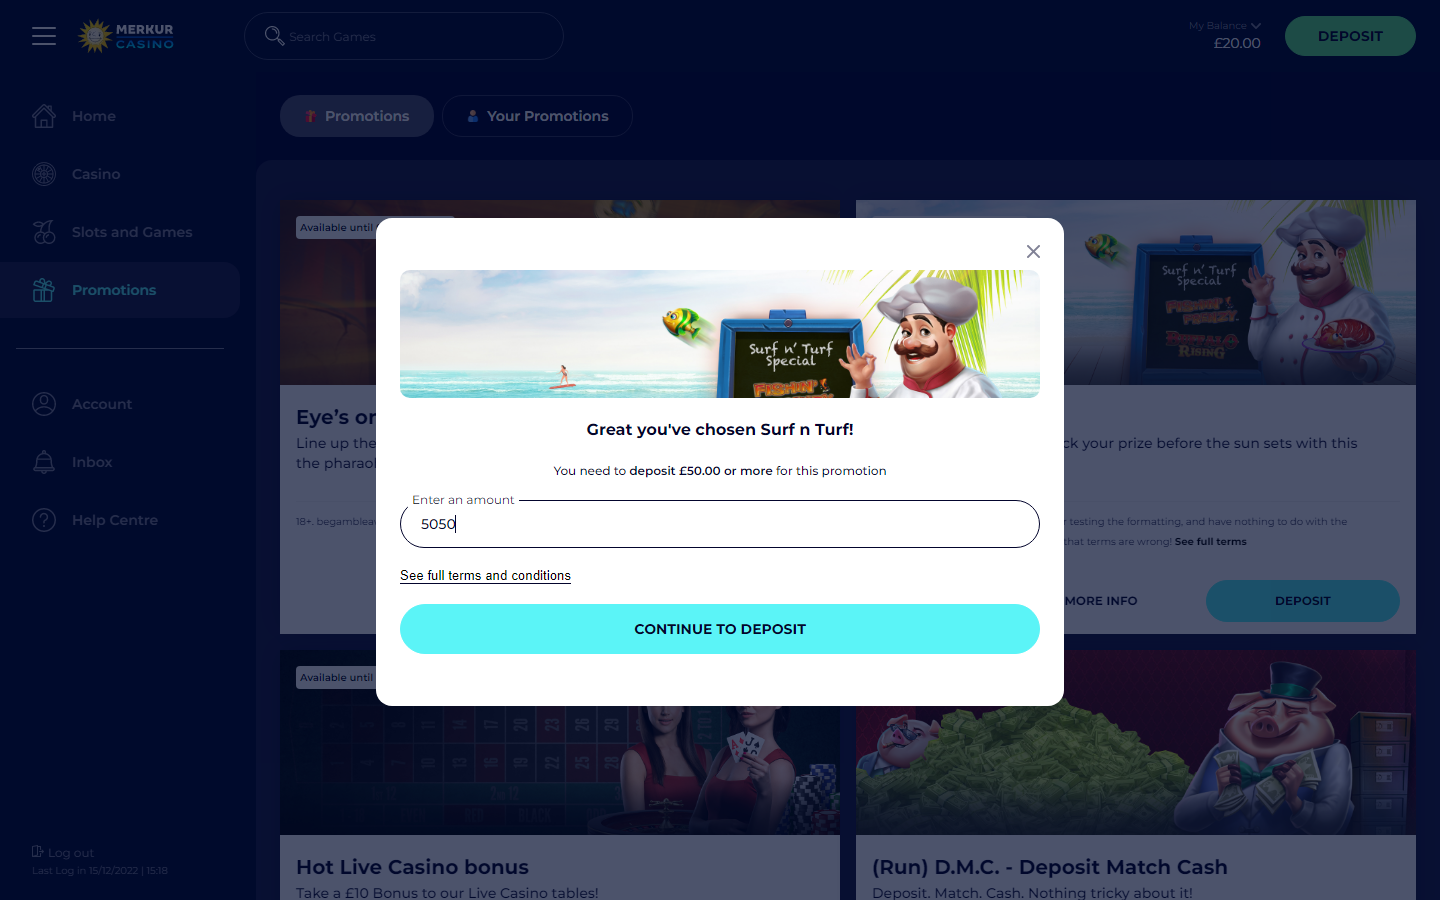 MERKUR
CASINO
Search Games
My Balance
£20.00
DEPOSIT
Home
Casino
Slots and Games
Promotions
Account
Inbox
Help Centre
Log out
Last Log in 15/12/2022 | 15:18
Promotions
Your Promotions
Available until
Surf n' Turf
Special
FISHIN'
FRENZY
BUFFALO
RISING
Eye's on
Line up the
the pharaoh
18+. begambleaw
ck your prize before the sun sets with this
r testing the formatting, and have nothing to do with the
that terms are wrong! See full terms
MORE INFO
DEPOSIT
Surf n' Turf
Special
FISHIN'
Great you've chosen Surf n Turf!
You need to deposit £50.00 or more for this promotion
Enter an amount
5050
See full terms and conditions
CONTINUE TO DEPOSIT
Available until
Hot Live Casino bonus
Take a £10 Bonus to our Live Casino tables!
(Run) D.M.C. - Deposit Match Cash
Deposit. Match. Cash. Nothing tricky about it!